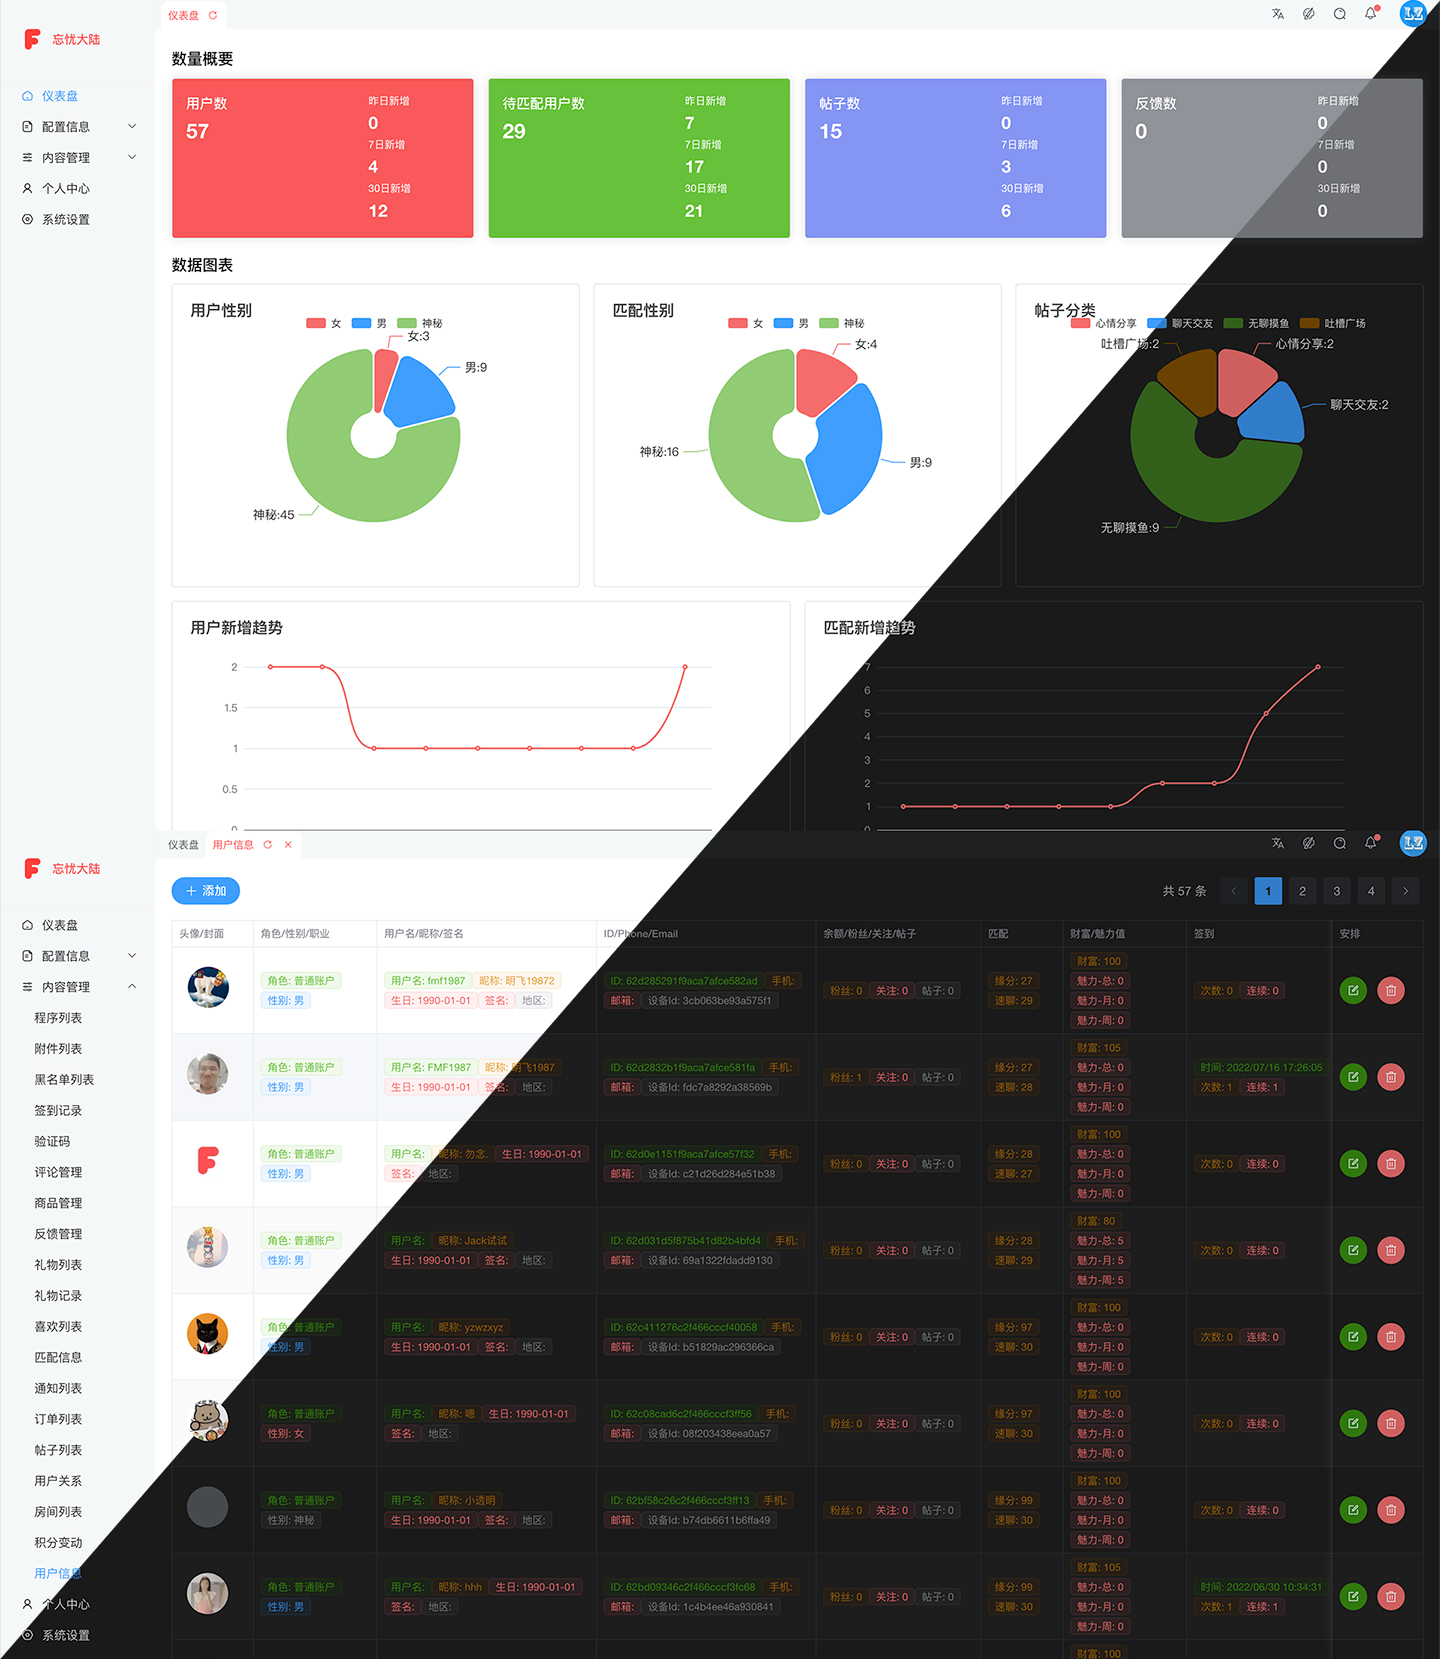 忘忧大陆
仪表盘
配置信息
内容管理
个人中心
系统设置
仪表盘
数量概要
用户数
57
昨日新增
0
7日新增
4
30日新增
12
待匹配用户数
29
昨日新增
7
7日新增
17
30日新增
21
帖子数
15
昨日新增
0
7日新增
3
30日新增
6
反馈数
0
昨日新增
0
7日新增
0
30日新增
0
数据图表
用户性别
女 男 神秘
女:3
男:9
神秘:45
匹配性别
女 男 神秘
女:4
男:9
神秘:16
帖子分类
心情分享 聊天交友 无聊摸鱼 吐槽广场
吐槽广场:2
心情分享:2
聊天交友:2
无聊摸鱼:9
用户新增趋势
2
1.5
1
0.5
0
匹配新增趋势
7
6
5
4
3
2
1
0
忘忧大陆
仪表盘
配置信息
内容管理
程序列表
附件列表
黑名单列表
签到记录
验证码
评论管理
商品管理
反馈管理
礼物列表
礼物记录
喜欢列表
匹配信息
通知列表
订单列表
帖子列表
用户关系
房间列表
积分变动
用户信息
个人中心
系统设置
仪表盘 用户信息
LZ
添加
共 57 条 1 2 3 4
头像/封面 角色/性别/职业 用户名/昵称/签名 ID/Phone/Email 余额/粉丝/关注/帖子 匹配 财富/魅力值 签到 安排
角色: 普通账户
性别: 男
用户名: fmf1987 昵称: 明飞19872
生日: 1990-01-01 签名: 地区:
ID: 62d285291f9aca7afce582ad 手机:
邮箱: 设备Id: 3cb063be93a575f1
粉丝: 0 关注: 0 帖子: 0
缘分: 27
速聊: 29
财富: 100
魅力-总: 0
魅力-月: 0
魅力-周: 0
次数: 0 连续: 0
角色: 普通账户
性别: 男
用户名: FMF1987 昵称: 明飞1987
生日: 1990-01-01 签名: 地区:
ID: 62d2832b1f9aca7afce581fa 手机:
邮箱: 设备Id: fdc7a8292a38569b
粉丝: 1 关注: 0 帖子: 0
缘分: 27
速聊: 28
财富: 105
魅力-总: 0
魅力-月: 0
魅力-周: 0
时间: 2022/07/16 17:26:05
次数: 1 连续: 1
角色: 普通账户
性别: 男
用户名: 昵称: 勿念. 生日: 1990-01-01
签名: 地区:
ID: 62d0e1151f9aca7afce57f32 手机:
邮箱: 设备Id: c21d26d284e51b38
粉丝: 0 关注: 0 帖子: 0
缘分: 28
速聊: 27
财富: 100
魅力-总: 0
魅力-月: 0
魅力-周: 0
次数: 0 连续: 0
角色: 普通账户
性别: 男
用户名: 昵称: Jack试试
生日: 1990-01-01 签名: 地区:
ID: 62d031d5f875b41d82b4bfd4 手机:
邮箱: 设备Id: 69a1322fdadd9130
粉丝: 0 关注: 0 帖子: 0
缘分: 28
速聊: 29
财富: 80
魅力-总: 5
魅力-月: 5
魅力-周: 5
次数: 0 连续: 0
角色: 普通账户
性别: 男
用户名: 昵称: yzwzxyz
生日: 1990-01-01 签名: 地区:
ID: 62c411276c2f466cccf40058 手机:
邮箱: 设备Id: b51829ac296366ca
粉丝: 0 关注: 0 帖子: 0
缘分: 97
速聊: 30
财富: 100
魅力-总: 0
魅力-月: 0
魅力-周: 0
次数: 0 连续: 0
角色: 普通账户
性别: 女
用户名: 昵称: 嗯 生日: 1990-01-01
签名: 地区:
ID: 62c08cad6c2f466cccf3ff56 手机:
邮箱: 设备Id: 08f203438eea0a57
粉丝: 0 关注: 0 帖子: 0
缘分: 97
速聊: 30
财富: 100
魅力-总: 0
魅力-月: 0
魅力-周: 0
次数: 0 连续: 0
角色: 普通账户
性别: 神秘
用户名: 昵称: 小透明
生日: 1990-01-01 签名: 地区:
ID: 62bf58c26c2f466cccf3ff13 手机:
邮箱: 设备Id: b74db6611b6ffa49
粉丝: 0 关注: 0 帖子: 0
缘分: 99
速聊: 30
财富: 100
魅力-总: 0
魅力-月: 0
魅力-周: 0
次数: 0 连续: 0
角色: 普通账户
性别: 男
用户名: 昵称: hhh 生日: 1990-01-01
签名: 地区:
ID: 62bd09346c2f466cccf3fc68 手机:
邮箱: 设备Id: 1c4b4ee46a930841
粉丝: 0 关注: 0 帖子: 0
缘分: 99
速聊: 30
财富: 105
魅力-总: 0
魅力-月: 0
魅力-周: 0
时间: 2022/06/30 10:34:31
次数: 1 连续: 1
财富: 100